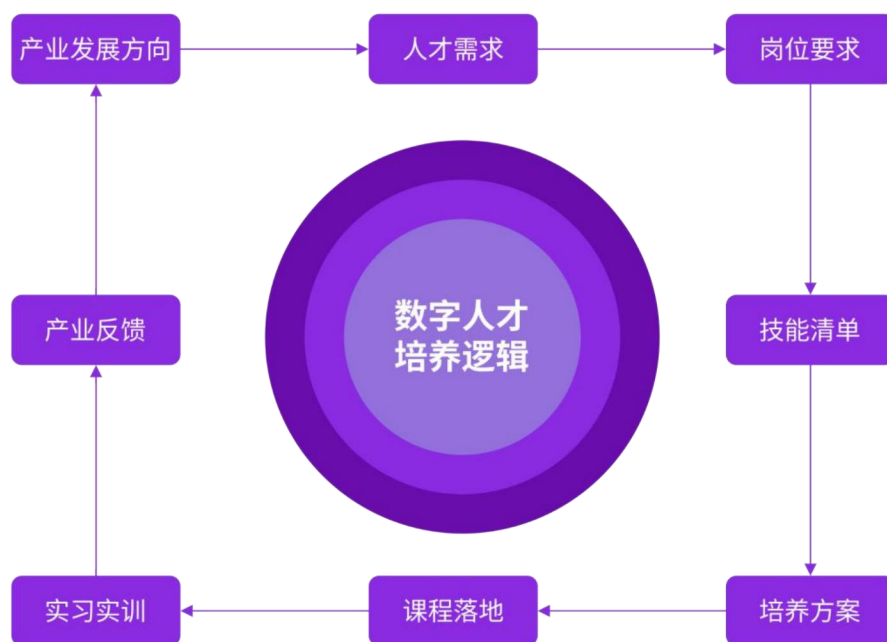 产业发展方向
人才需求
岗位要求
数字人才
培养逻辑
产业反馈
技能清单
实习实训
课程落地
培养方案